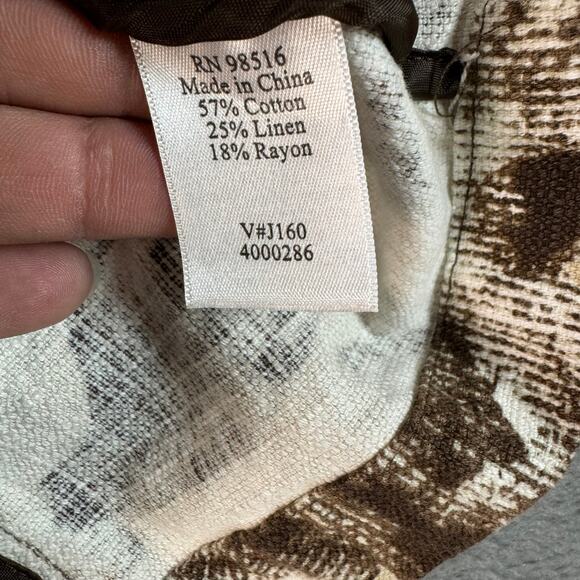 RN 98516
Made in China
57% Cotton
25% Linen
18% Rayon
V#J160
4000286